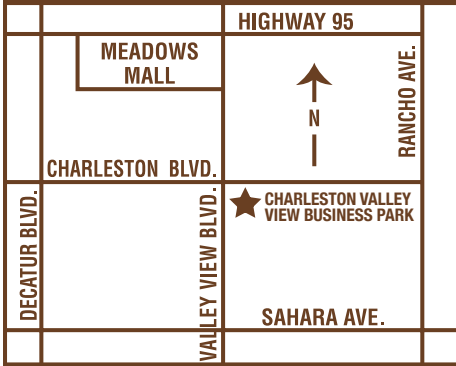 HIGHWAY 95
MEADOWS
MALL
RANCHO AVE.
N
CHARLESTON BLVD.
CHARLESTON VALLEY
VIEW BUSINESS PARK
DECATUR BLVD.
VALLEY VIEW BLVD.
SAHARA AVE.